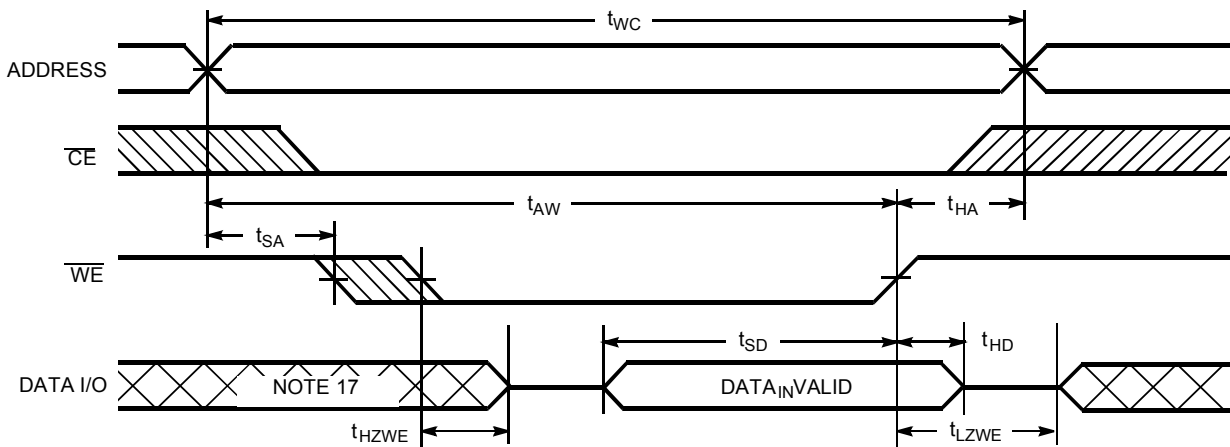 tWC
ADDRESS
CE
tAW
tHA
tSA
WE
tSD
tHD
DATA I/O
NOTE 17
DATAINVALID
tHZWE
tLZWE